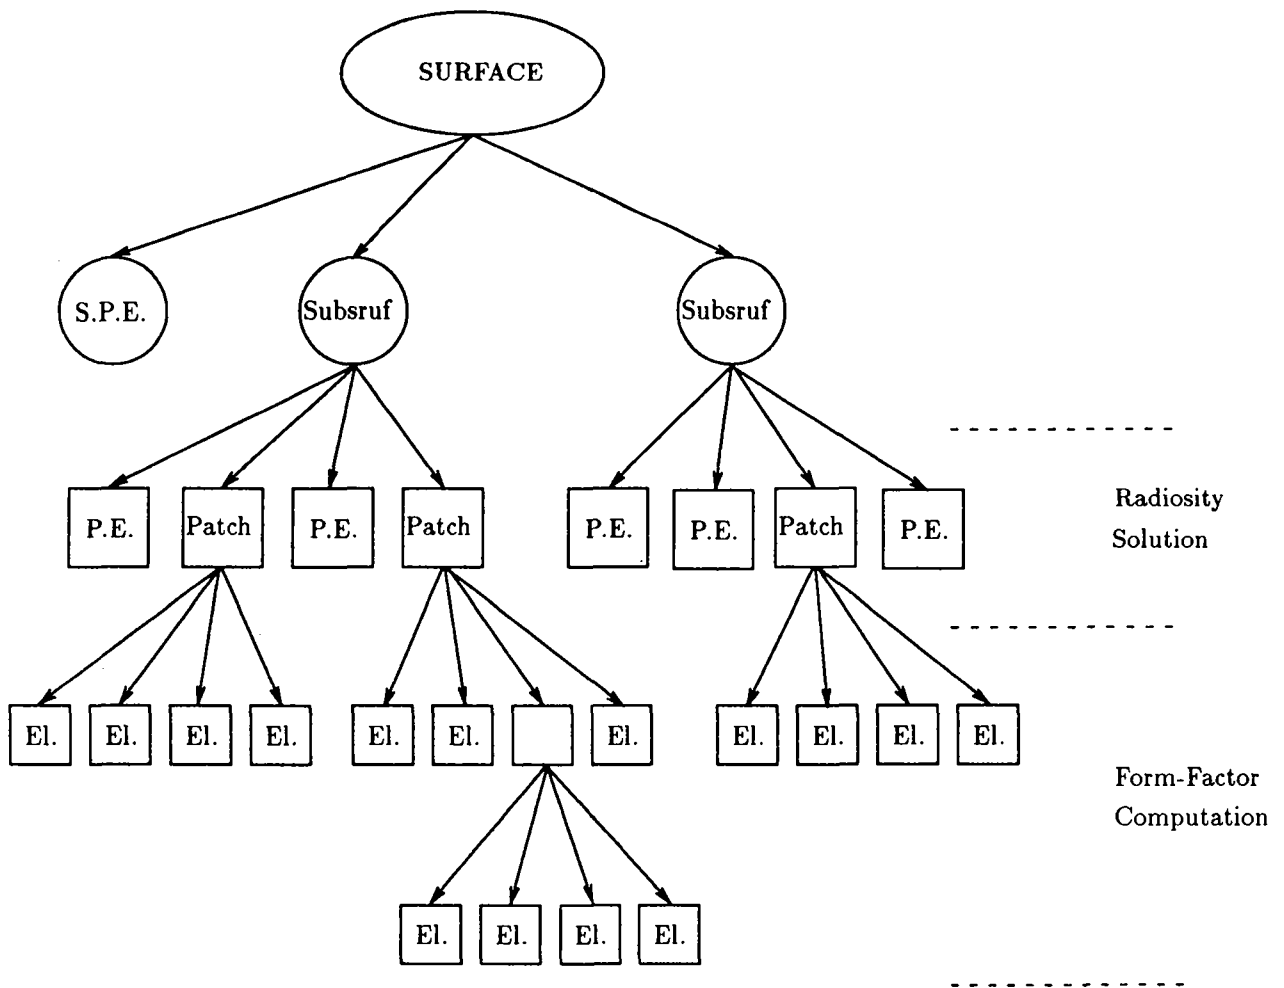 SURFACE
S.P.E.
Subsruf
Subsruf
P.E.
Patch
P.E.
Patch
P.E.
P.E.
Patch
P.E.
Radiosity
Solution
El.
El.
El.
El.
El.
El.
El.
El.
El.
El.
El.
Form-Factor
Computation
El.
El.
El.
El.